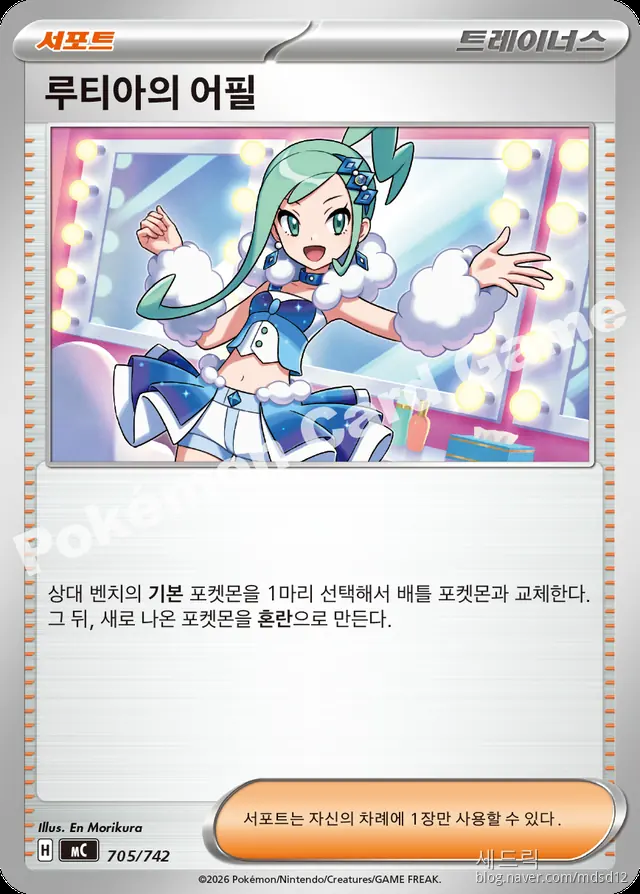 서포트
트레이너스
루티아의 어필
Pokémon Card Game
상대 벤치의 기본 포켓몬을 1마리 선택해서 배틀 포켓몬과 교체한다.
그 뒤, 새로 나온 포켓몬을 혼란으로 만든다.
서포트는 자신의 차례에 1장만 사용할 수 있다.
Illus. En Morikura
H mC 705/742
©2026 Pokémon/Nintendo/Creatures/GAME FREAK.
세드릭
blog.naver.com/mdsd12